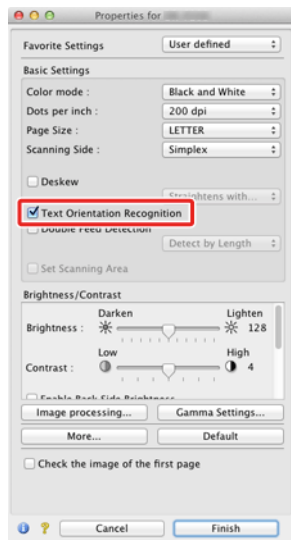 Properties for
Favorite Settings User defined
Basic Settings
Color mode : Black and White
Dots per inch : 200 dpi
Page Size : LETTER
Scanning Side : Simplex
Deskew
Straightens with...
Text Orientation Recognition
Double Feed Detection
Detect by Length
Set Scanning Area
Brightness/Contrast
Darken Lighten
Brightness : 128
Low High
Contrast : 4
Enable Back Side Brightness
Image processing... Gamma Settings...
More... Default
Check the image of the first page
Cancel Finish